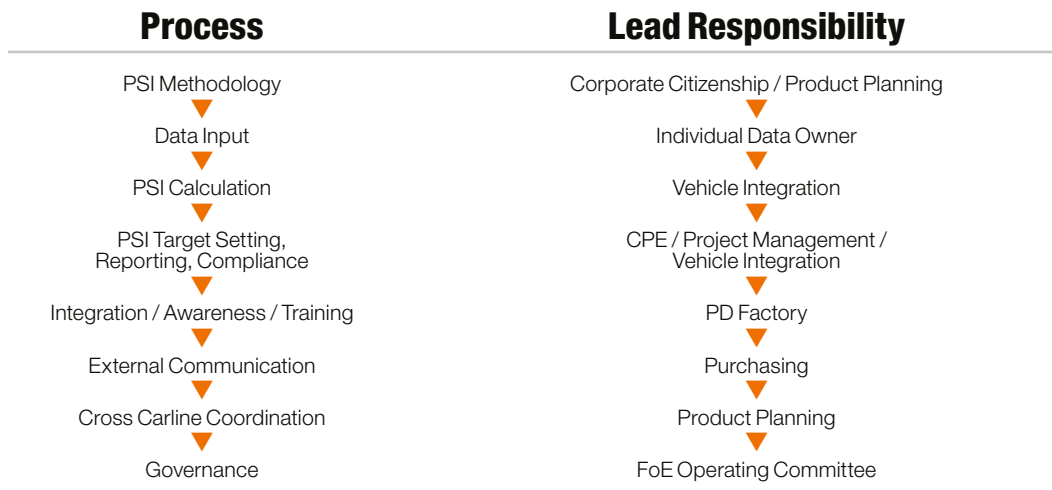 Process
Lead Responsibility
PSI Methodology
Corporate Citizenship / Product Planning
Data Input
Individual Data Owner
PSI Calculation
Vehicle Integration
PSI Target Setting,
Reporting, Compliance
CPE / Project Management /
Vehicle Integration
Integration / Awareness / Training
PD Factory
External Communication
Purchasing
Cross Carline Coordination
Product Planning
Governance
FoE Operating Committee